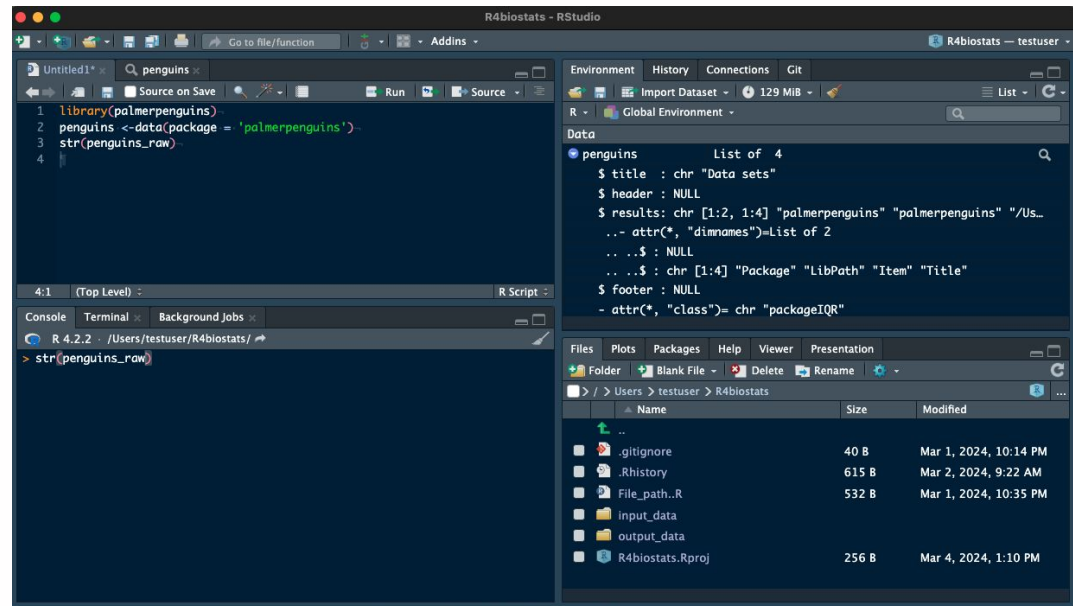 R4biostats - RStudio
Go to file/function Addins R4biostats — testuser
Untitled1* penguins
Source on Save Run Source
1 library(palmerpenguins)
2 penguins <-data(package = 'palmerpenguins')
3 str(penguins_raw)
4
4:1 (Top Level) R Script
Console Terminal Background Jobs
R 4.2.2 · /Users/testuser/R4biostats/
> str(penguins_raw)
Environment History Connections Git
Import Dataset 129 MiB List
R Global Environment
Data
penguins List of 4
$ title : chr "Data sets"
$ header : NULL
$ results: chr [1:2, 1:4] "palmerpenguins" "palmerpenguins" "/Us…
..- attr(*, "dimnames")=List of 2
.. ..$ : NULL
.. ..$ : chr [1:4] "Package" "LibPath" "Item" "Title"
$ footer : NULL
- attr(*, "class")= chr "packageIQR"
Files Plots Packages Help Viewer Presentation
Folder Blank File Delete Rename
/ > Users > testuser > R4biostats ...
Name Size Modified
..
.gitignore 40 B Mar 1, 2024, 10:14 PM
.Rhistory 615 B Mar 2, 2024, 9:22 AM
File_path..R 532 B Mar 1, 2024, 10:35 PM
input_data
output_data
R4biostats.Rproj 256 B Mar 4, 2024, 1:10 PM